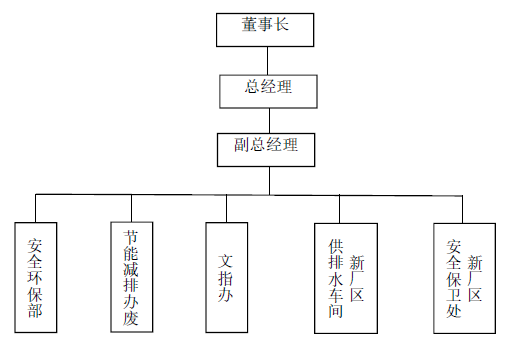 董事长
总经理
副总经理
安全环保部
节能减排办废
文指办
新厂区
供排水车间
新厂区
安全保卫处